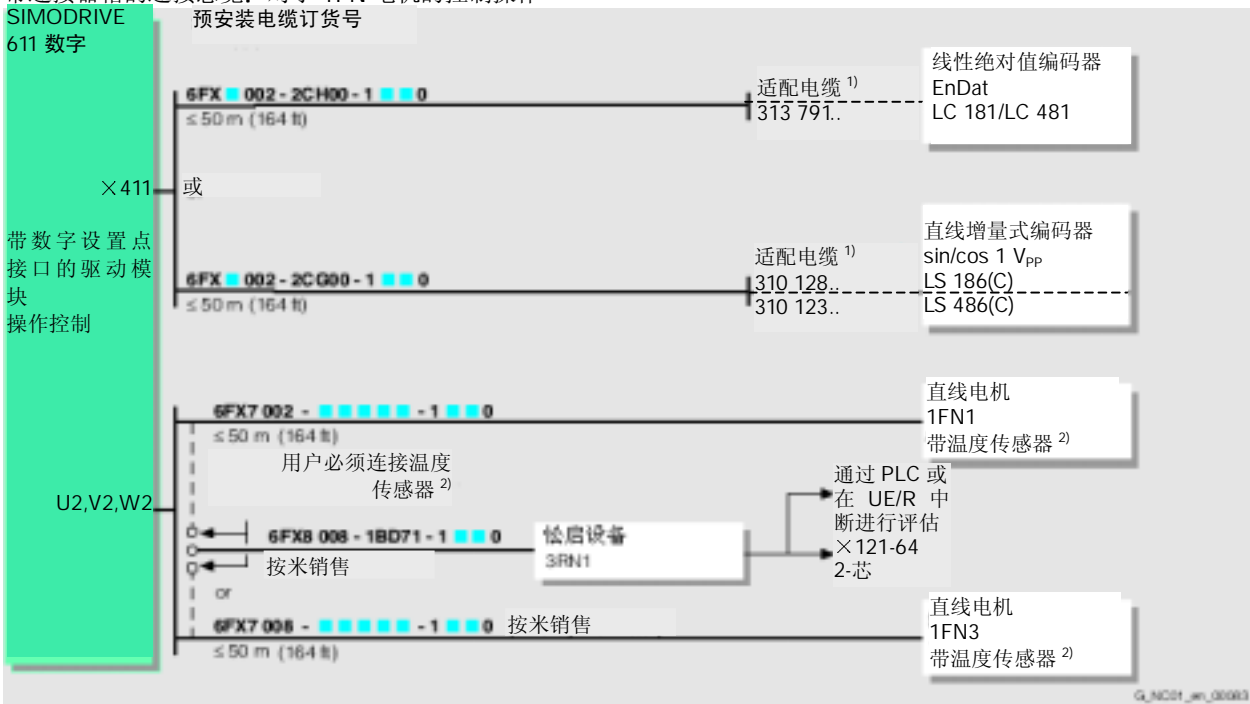 SIMODRIVE
611 数字
预安装电缆订货号
6FX ■ 002 - 2CH00 - 1 ■ ■ 0
≤ 50 m (164 ft)
适配电缆 1)
313 791..
线性绝对值编码器
EnDat
LC 181/LC 481
×411
或
带数字设置点
接口的驱动模
块
操作控制
6FX ■ 002 - 2CG00 - 1 ■ ■ 0
≤ 50 m (164 ft)
适配电缆 1)
310 128..
310 123..
直线增量式编码器
sin/cos 1 VPP
LS 186(C)
LS 486(C)
6FX7 002 - ■ ■ ■ ■ ■ - 1 ■ ■ 0
≤ 50 m (164 ft)
直线电机
1FN1
带温度传感器 2)
用户必须连接温度
传感器 2)
U2,V2,W2
6FX8 008 - 1BD71 - 1 ■ ■ 0
按米销售
松启设备
3RN1
通过 PLC 或
在 UE/R 中
断进行评估
×121-64
2-芯
or
6FX7 008 - ■ ■ ■ ■ ■ - 1 ■ ■ 0 按米销售
≤ 50 m (164 ft)
直线电机
1FN3
带温度传感器 2)
G_NC01_en_00083